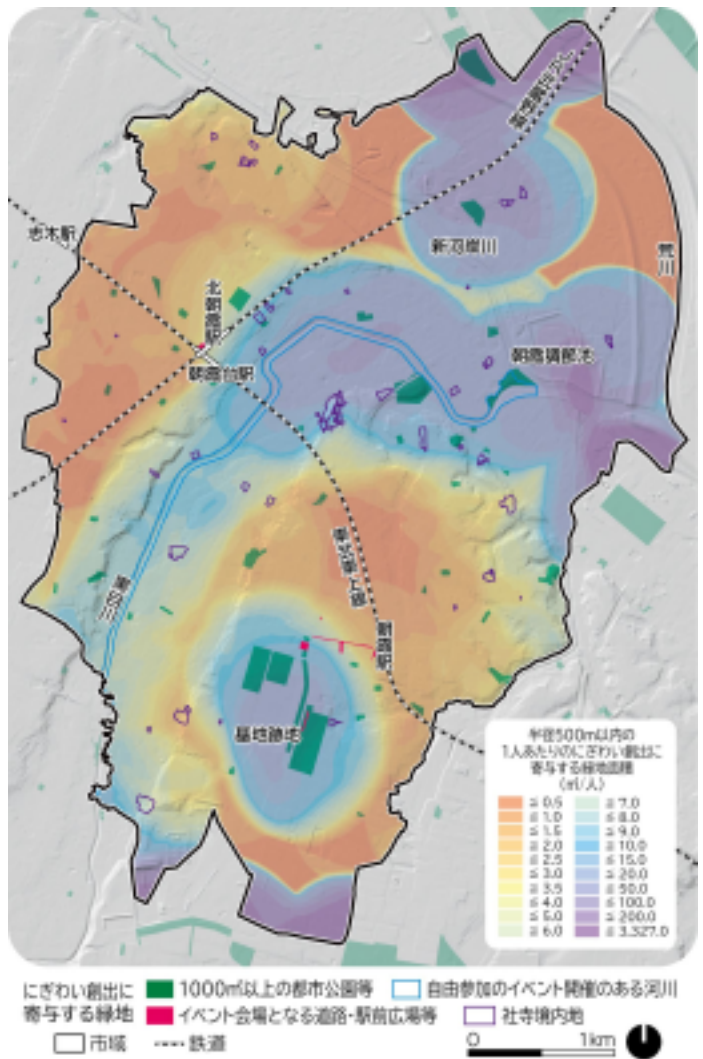 志木駅
北朝霞駅
朝霞台駅
新河岸川
荒川
朝霞調節池
黒目川
東武東上線
朝霞駅
基地跡地
半径500m以内の
1人あたりのにぎわい創出に
寄与する緑地面積
(㎡/人)
≦ 0.5
≦ 1.0
≦ 1.5
≦ 2.0
≦ 2.5
≦ 3.0
≦ 3.5
≦ 4.0
≦ 5.0
≦ 6.0
≦ 7.0
≦ 8.0
≦ 9.0
≦ 10.0
≦ 15.0
≦ 20.0
≦ 50.0
≦ 100.0
≦ 200.0
≦ 3,327.0
にぎわい創出に
寄与する緑地
1000㎡以上の都市公園等
自由参加のイベント開催のある河川
イベント会場となる道路・駅前広場等
社寺境内地
市域
鉄道
0 1km